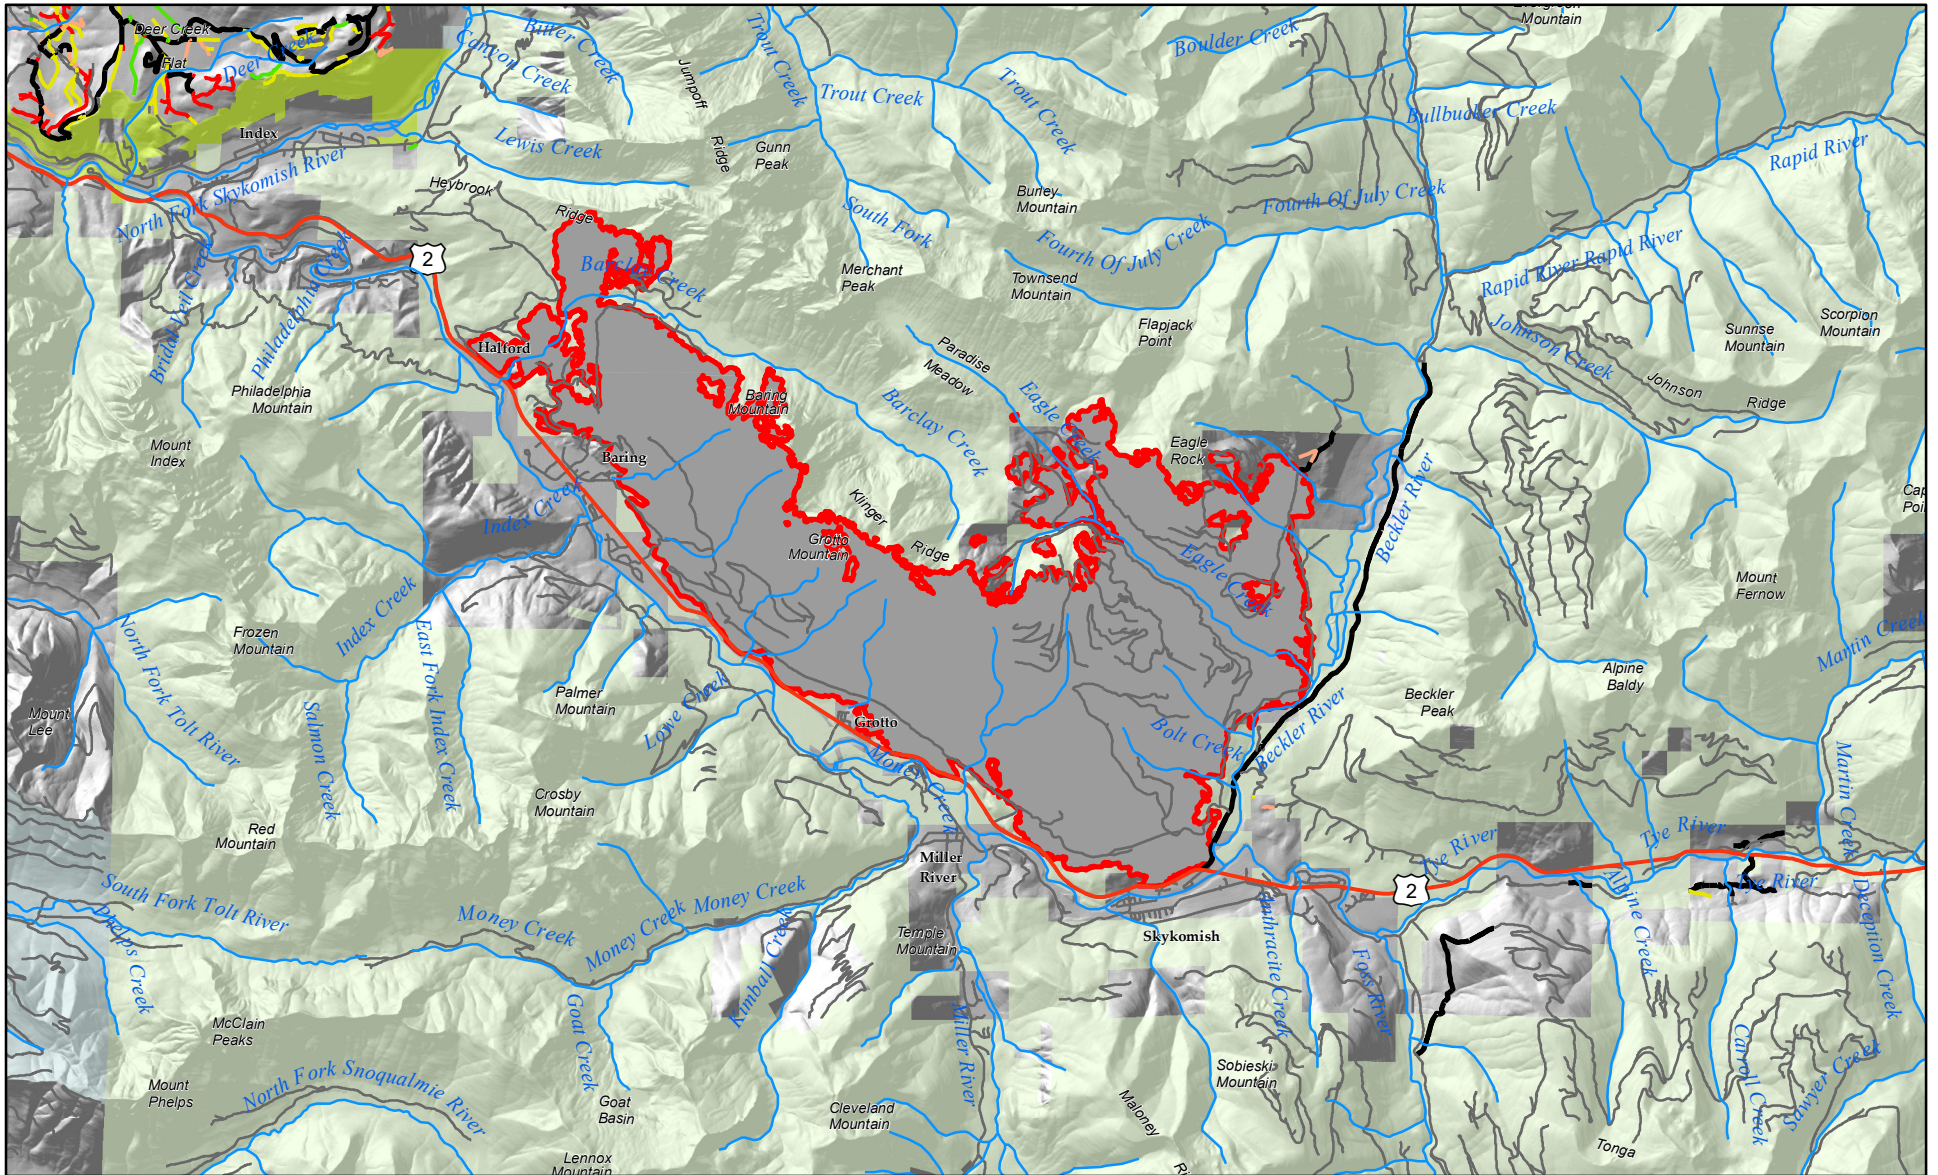 Deer Creek
Flat
Deer Creek
Index
Bitter Creek
Canyon Creek
Lewis Creek
Jumpoff
Ridge
Trout Creek
Trout Creek
Trout Creek
Gunn
Peak
Boulder Creek
Evergreen
Mountain
Bullbucker Creek
Rapid River
North Fork Skykomish River
Heybrook
Ridge
Burley
Mountain
South Fork
Fourth Of July Creek
Fourth Of July Creek
Rapid River Rapid River
Bridal Veil Creek
Philadelphia Creek
2
Barclay Creek
Merchant
Peak
Townsend
Mountain
Flapjack
Point
Johnson Creek
Sunrise
Mountain
Scorpion
Mountain
Johnson
Ridge
Halford
Philadelphia
Mountain
Baring
Mountain
Paradise
Meadow
Eagle Creek
Barclay Creek
Eagle
Rock
Mount
Index
Baring
Index Creek
Klinger
Ridge
Grotto
Mountain
Beckler River
Eagle Creek
Mount
Fernow
North Fork Tolt River
Frozen
Mountain
Index Creek
East Fork Index Creek
Salmon Creek
Palmer
Mountain
Lowe Creek
Grotto
Money Creek
Bolt Creek
Beckler River
Beckler
Peak
Alpine
Baldy
Martin Creek
Martin Creek
Mount
Lee
Crosby
Mountain
Red
Mountain
Miller
River
Tye River
Tye River
Tye River
2
South Fork Tolt River
Phelps Creek
Money Creek
Money Creek
Money Creek
Kimball Creek
Temple
Mountain
Skykomish
Anthracite Creek
Foss River
Alpine Creek
Deception Creek
McClain
Peaks
Goat Creek
Miller River
Sobieski
Mountain
Carroll Creek
Sawyer Creek
Mount
Phelps
North Fork Snoqualmie River
Goat
Basin
Cleveland
Mountain
Maloney
Lennox
Mountain
Tonga